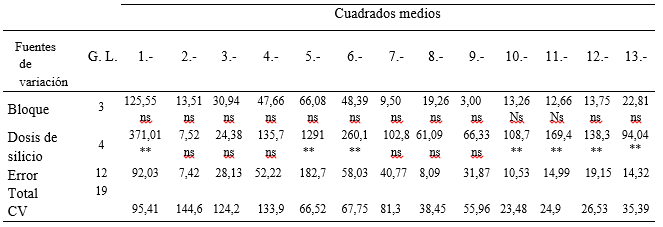 Cuadrados medios
Fuentes de variación G. L. 1.- 2.- 3.- 4.- 5.- 6.- 7.- 8.- 9.- 10.- 11.- 12.- 13.-
Bloque 3 125,55 13,51 30,94 47,66 66,08 48,39 9,50 19,26 3,00 13,26 12,66 13,75 22,81
ns ns ns ns ns ns ns ns ns Ns Ns ns ns
Dosis de silicio 4 371,01 7,52 24,38 135,7 1291 260,1 102,8 61,09 66,33 108,7 169,4 138,3 94,04
** ns ns ns ** ** ns ns ns ** ** ** **
Error 12 92,03 7,42 28,13 52,22 182,7 58,03 40,77 8,09 31,87 10,53 14,99 19,15 14,32
Total 19
CV 95,41 144,6 124,2 133,9 66,52 67,75 81,3 38,45 55,96 23,48 24,9 26,53 35,39